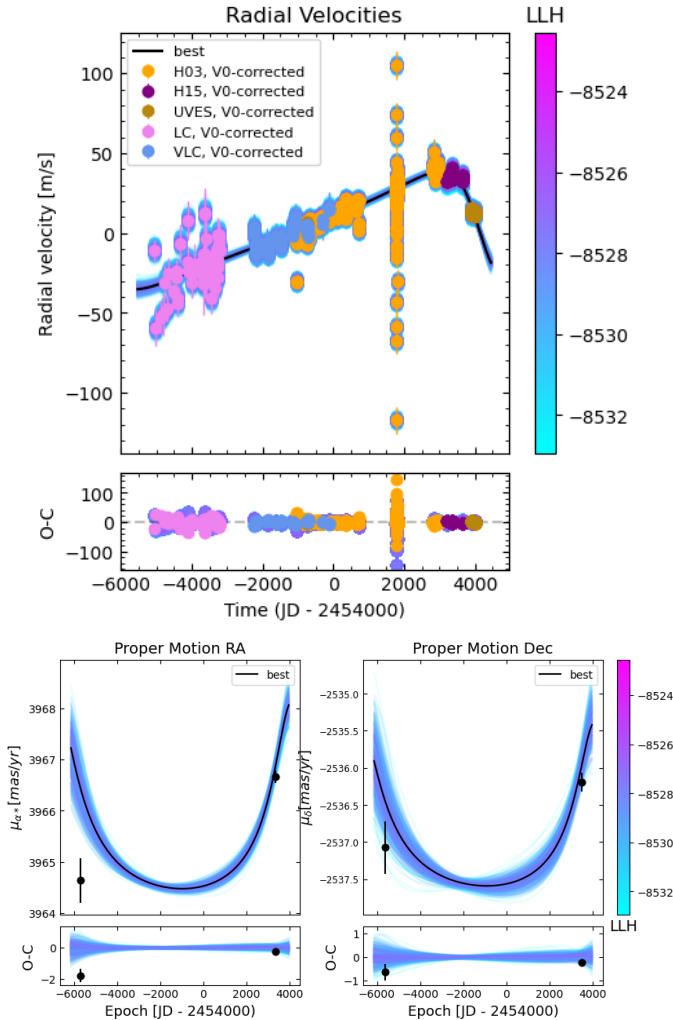 Radial Velocities
LLH
best
H03, V0-corrected
H15, V0-corrected
UVES, V0-corrected
LC, V0-corrected
VLC, V0-corrected
100
50
0
−50
−100
Radial velocity [m/s]
−8524
−8526
−8528
−8530
−8532
100
0
−100
O-C
−6000 −4000 −2000 0 2000 4000
Time (JD - 2454000)
Proper Motion RA
best
3968
3967
3966
3965
3964
μα*[mas/yr]
0
−2
O-C
−6000 −4000 −2000 0 2000 4000
Epoch [JD - 2454000]
Proper Motion Dec
best
−2535.0
−2535.5
−2536.0
−2536.5
−2537.0
−2537.5
μδ[mas/yr]
1
0
−1
O-C
−6000 −4000 −2000 0 2000 4000
Epoch [JD - 2454000]
−8524
−8526
−8528
−8530
−8532
LLH